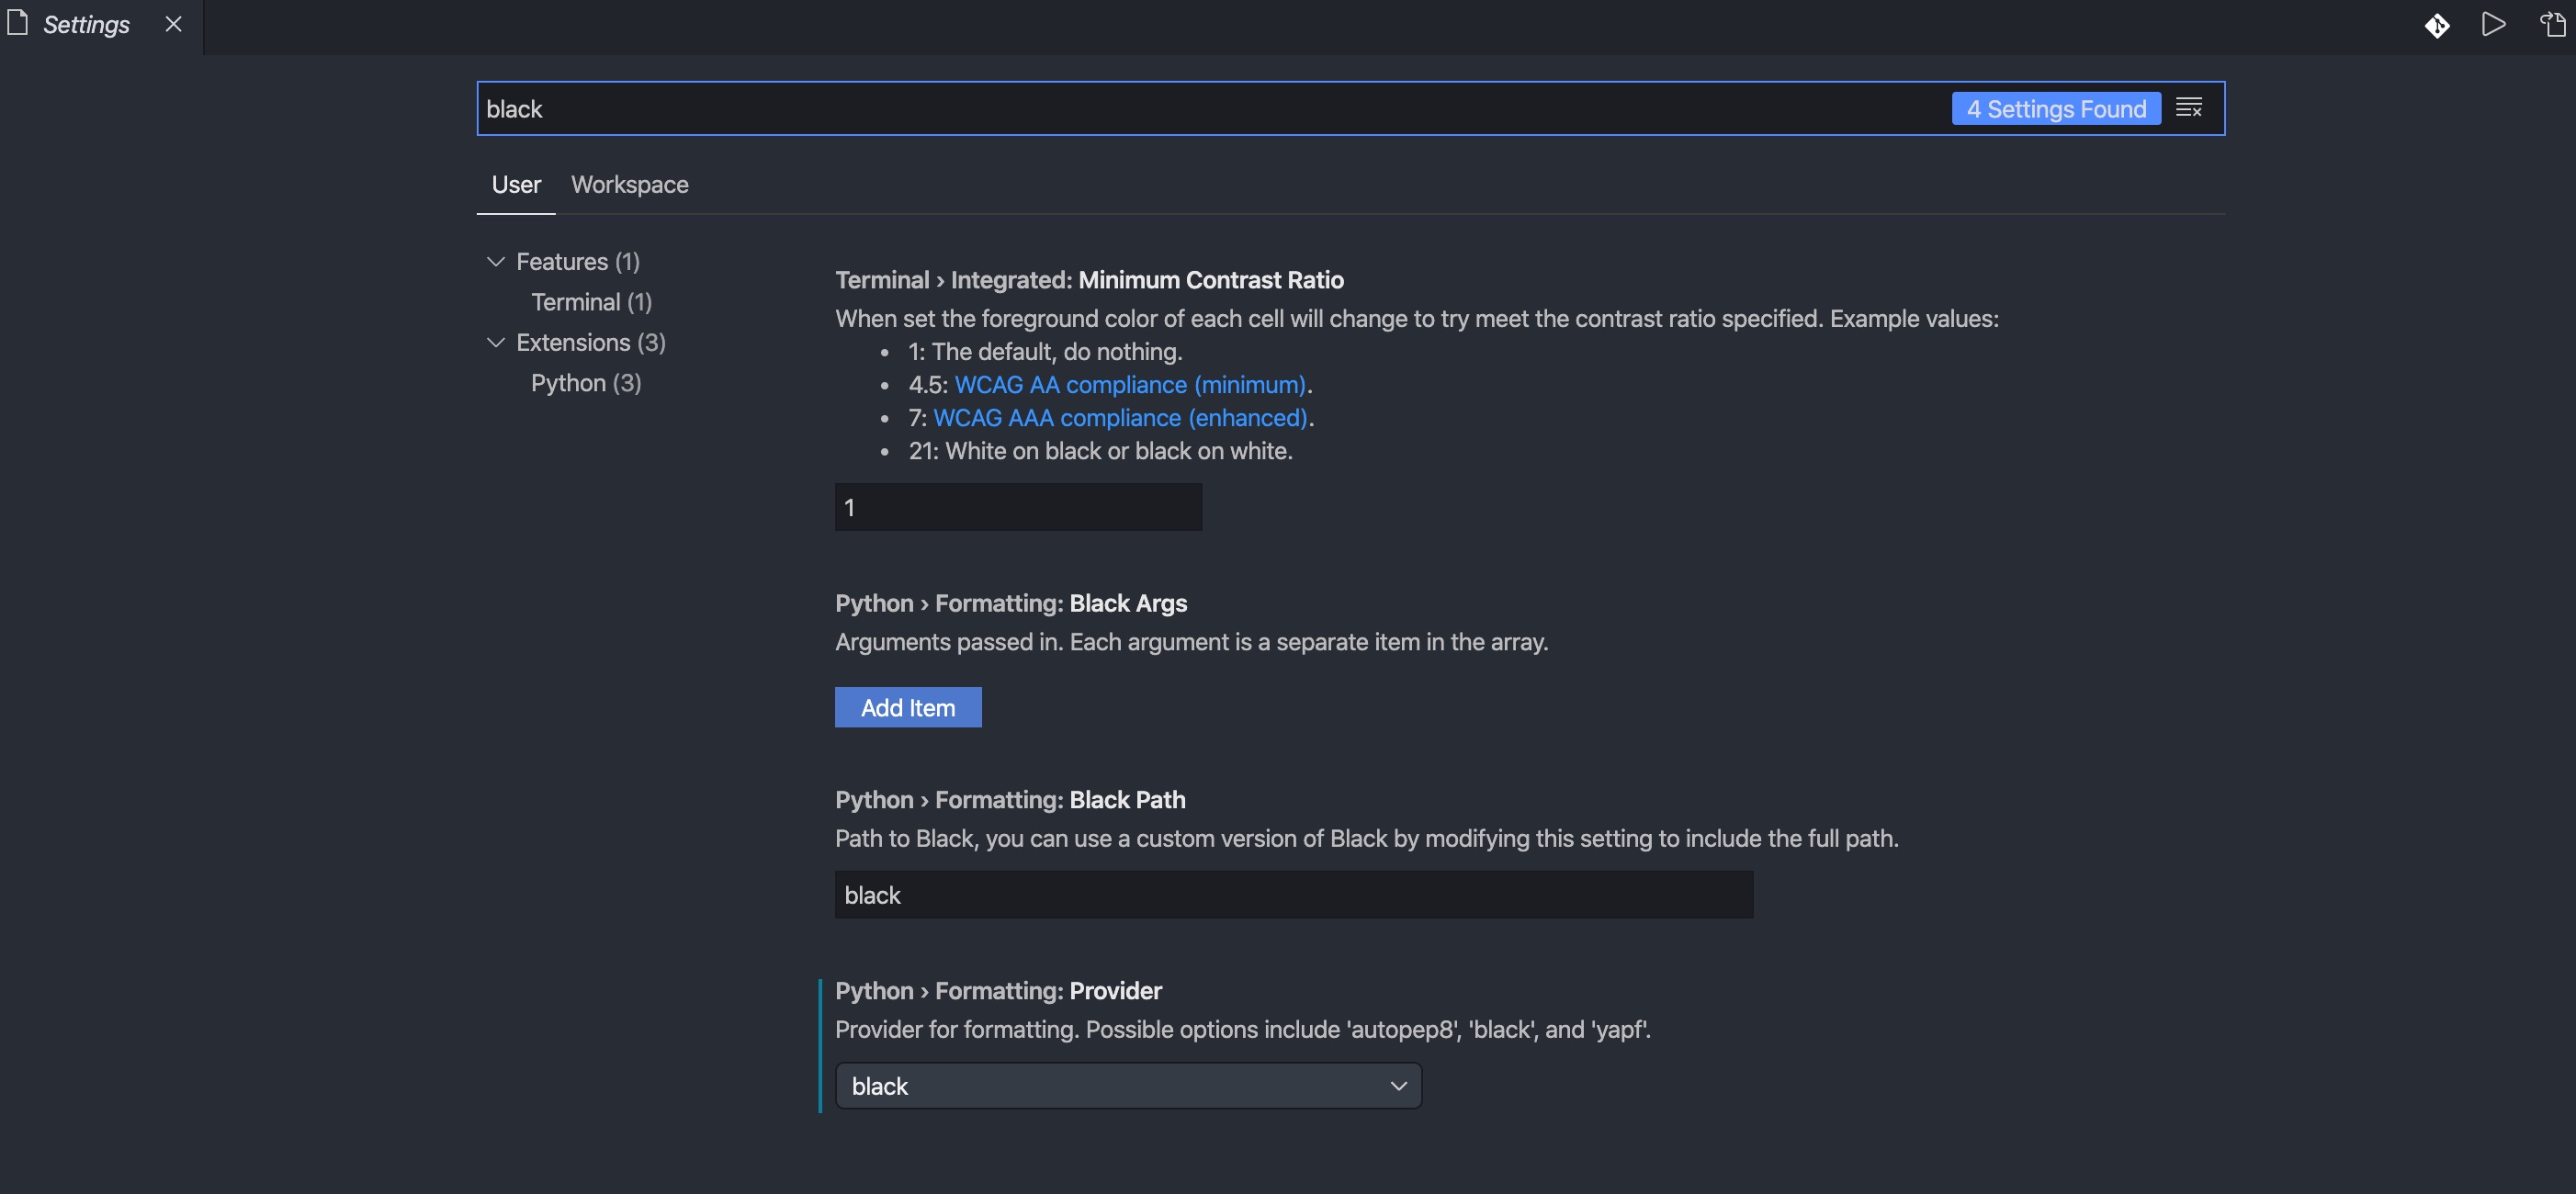 Settings
black
4 Settings Found
User Workspace
Features (1)
Terminal (1)
Extensions (3)
Python (3)
Terminal › Integrated: Minimum Contrast Ratio
When set the foreground color of each cell will change to try meet the contrast ratio specified. Example values:
• 1: The default, do nothing.
• 4.5: WCAG AA compliance (minimum).
• 7: WCAG AAA compliance (enhanced).
• 21: White on black or black on white.
1
Python › Formatting: Black Args
Arguments passed in. Each argument is a separate item in the array.
Add Item
Python › Formatting: Black Path
Path to Black, you can use a custom version of Black by modifying this setting to include the full path.
black
Python › Formatting: Provider
Provider for formatting. Possible options include 'autopep8', 'black', and 'yapf'.
black